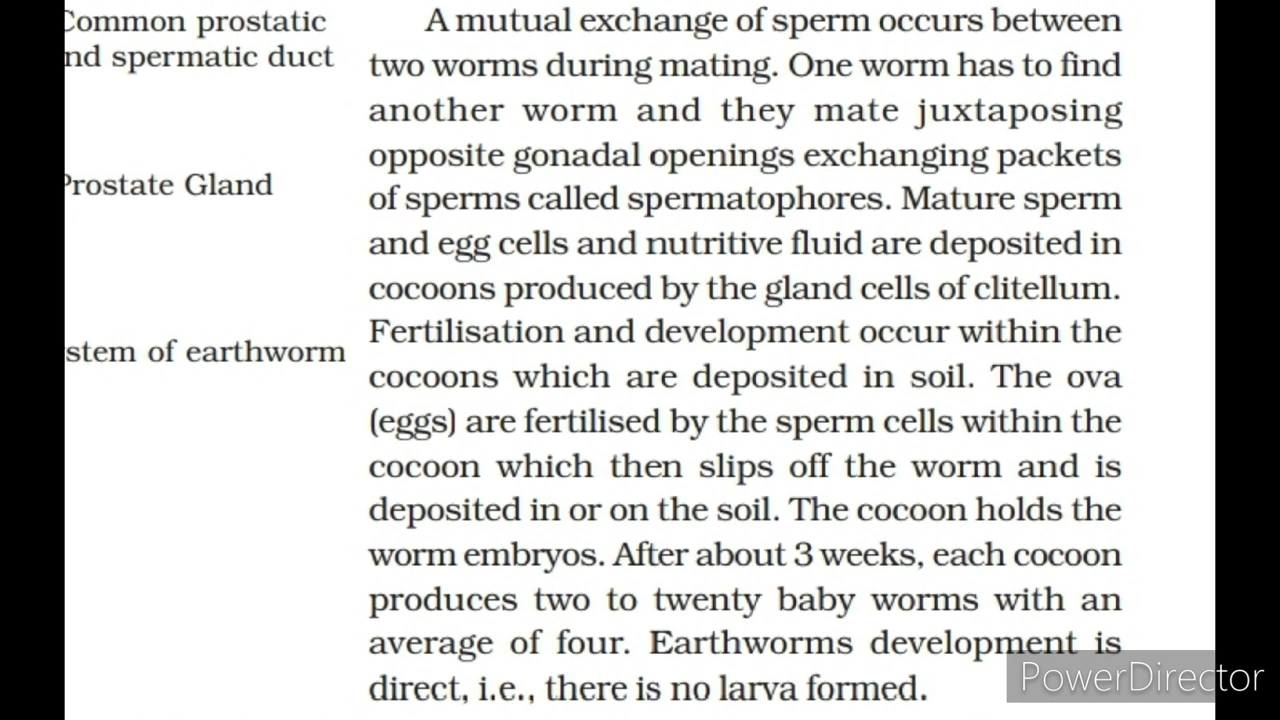 Common prostatic
nd spermatic duct
Prostate Gland
stem of earthworm
A mutual exchange of sperm occurs between
two worms during mating. One worm has to find
another worm and they mate juxtaposing
opposite gonadal openings exchanging packets
of sperms called spermatophores. Mature sperm
and egg cells and nutritive fluid are deposited in
cocoons produced by the gland cells of clitellum.
Fertilisation and development occur within the
cocoons which are deposited in soil. The ova
(eggs) are fertilised by the sperm cells within the
cocoon which then slips off the worm and is
deposited in or on the soil. The cocoon holds the
worm embryos. After about 3 weeks, each cocoon
produces two to twenty baby worms with an
average of four. Earthworms development is
direct, i.e., there is no larva formed.
PowerDirector